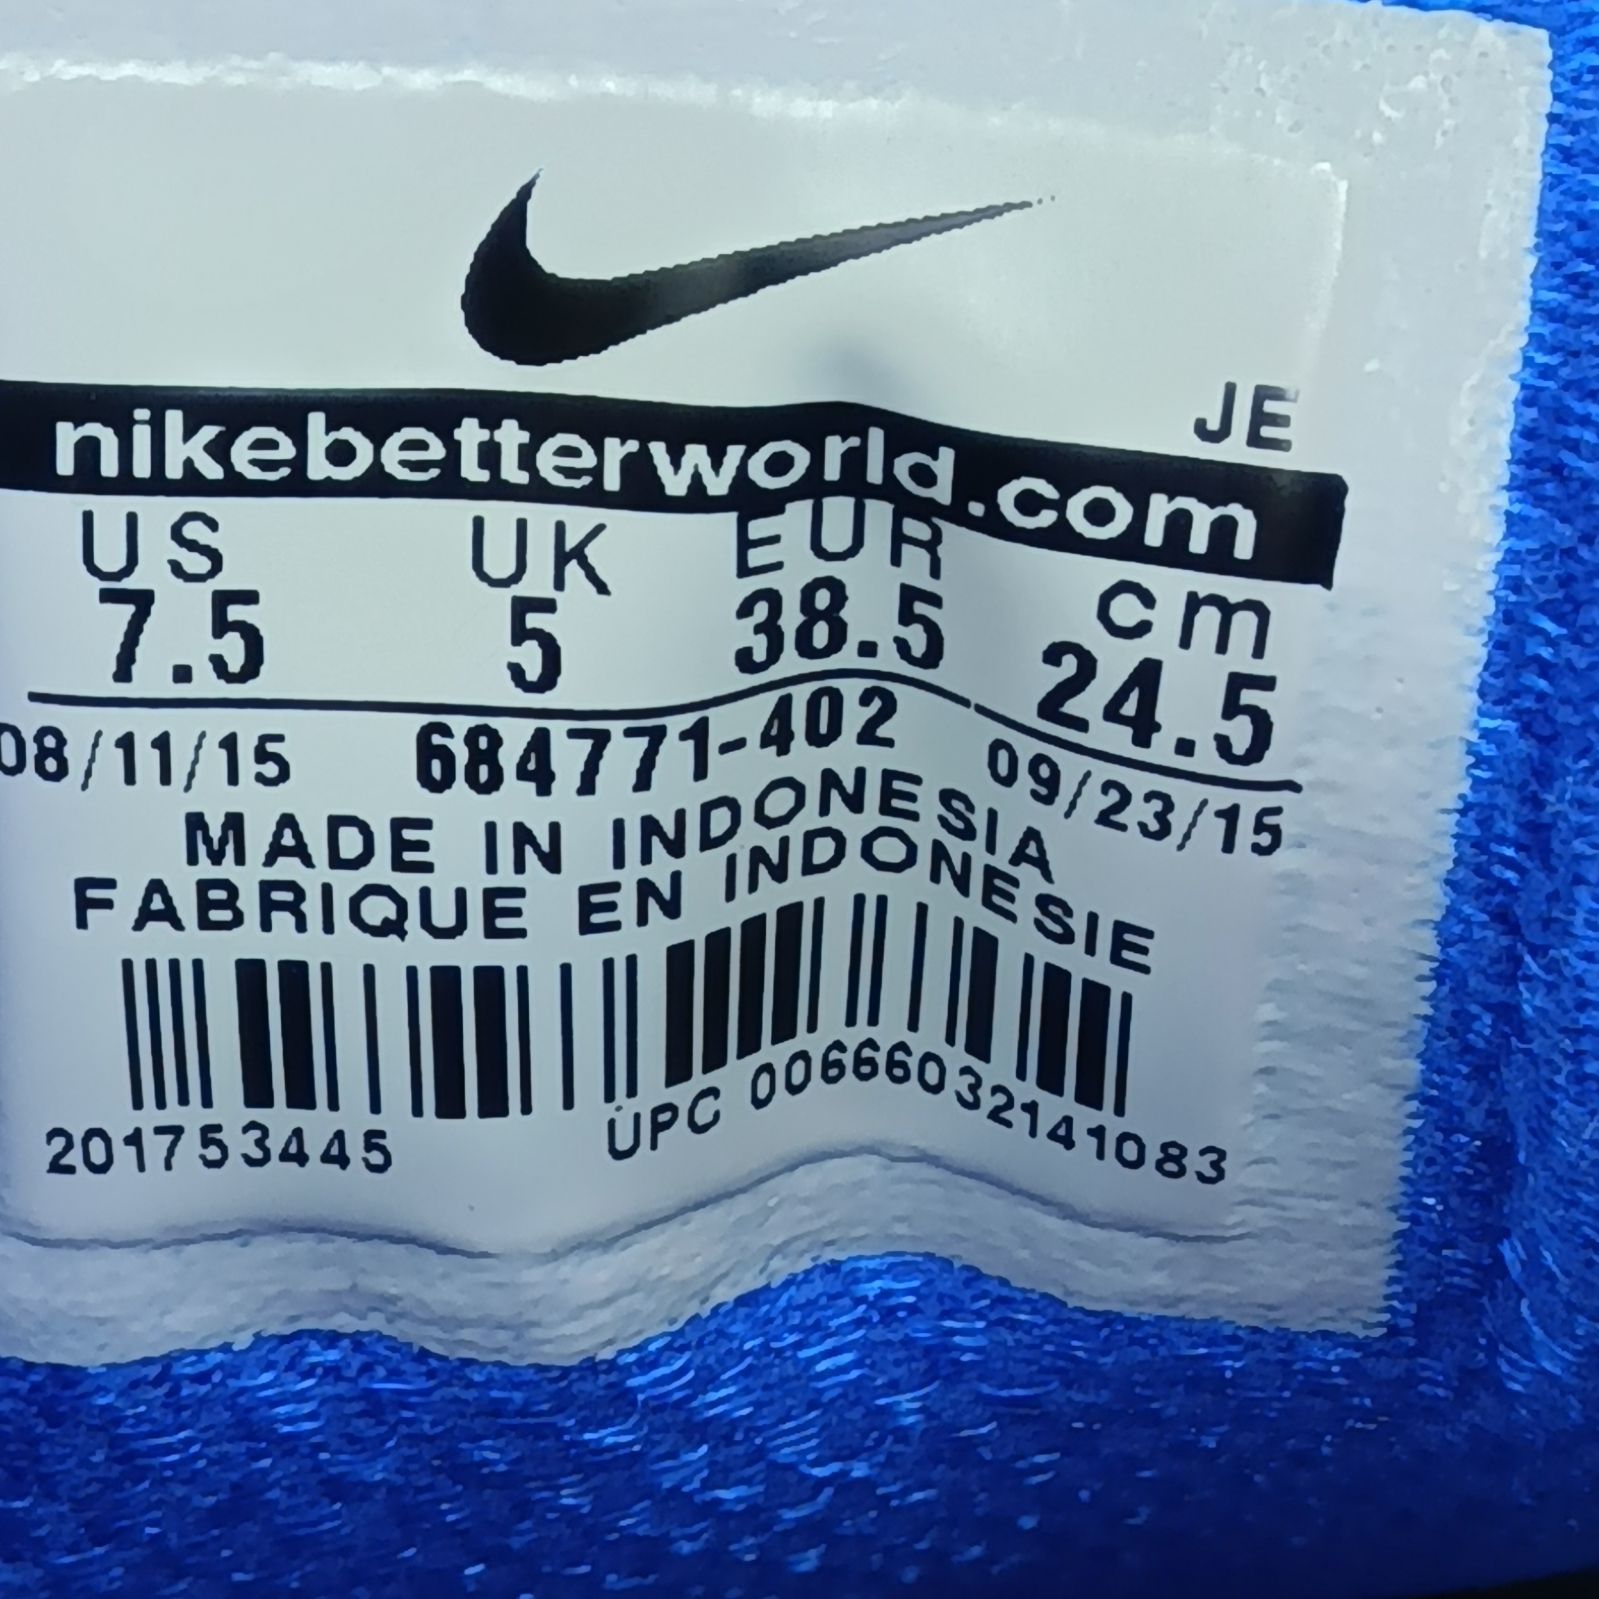 JE
nikebetterworld.com
US UK EUR cm
7.5 5 38.5 24.5
08/11/15 684771-402 09/23/15
MADE IN INDONESIA
FABRIQUE EN INDONESIE
201753445 UPC 00666032141083